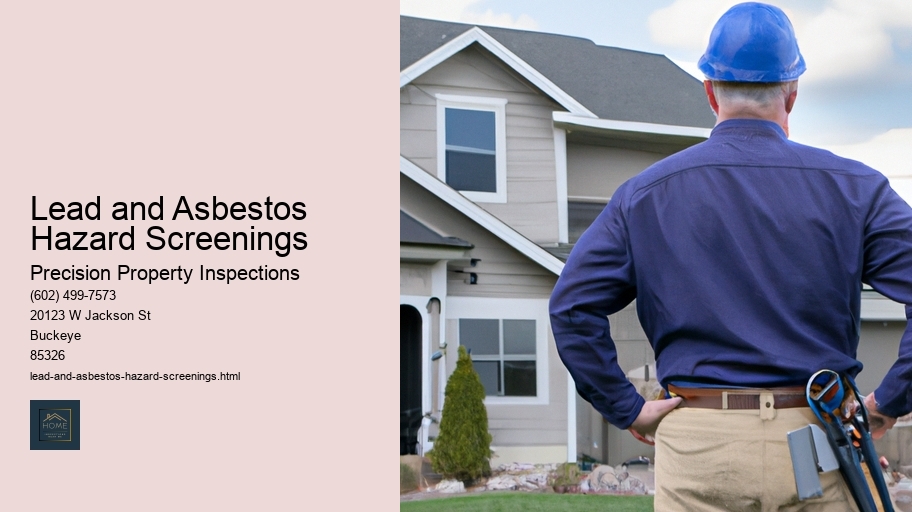 Lead and Asbestos
Hazard Screenings
Precision Property Inspections
(602) 499-7573
20123 W Jackson St
Buckeye
85326
lead-and-asbestos-hazard-screenings.html
HOME